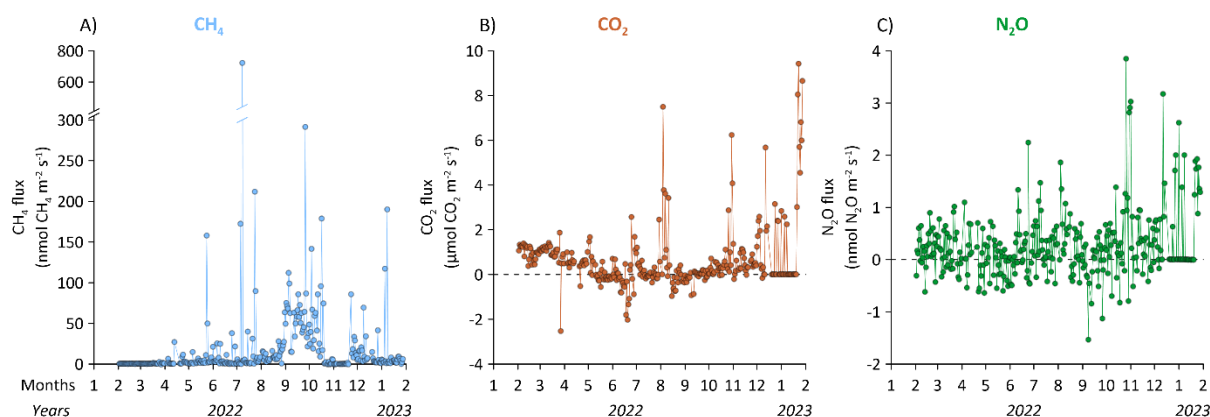 A) CH₄
B) CO₂
C) N₂O
CH₄ flux
(nmol CH₄ m⁻² s⁻¹)
800
600
300
250
200
150
100
50
0
CO₂ flux
(µmol CO₂ m⁻² s⁻¹)
10
8
6
4
2
0
−2
−4
N₂O flux
(nmol N₂O m⁻² s⁻¹)
4
3
2
1
0
−1
−2
Months 1 2 3 4 5 6 7 8 9 10 11 12 1 2
1 2 3 4 5 6 7 8 9 10 11 12 1 2
1 2 3 4 5 6 7 8 9 10 11 12 1 2
Years 2022 2023
2022 2023
2022 2023